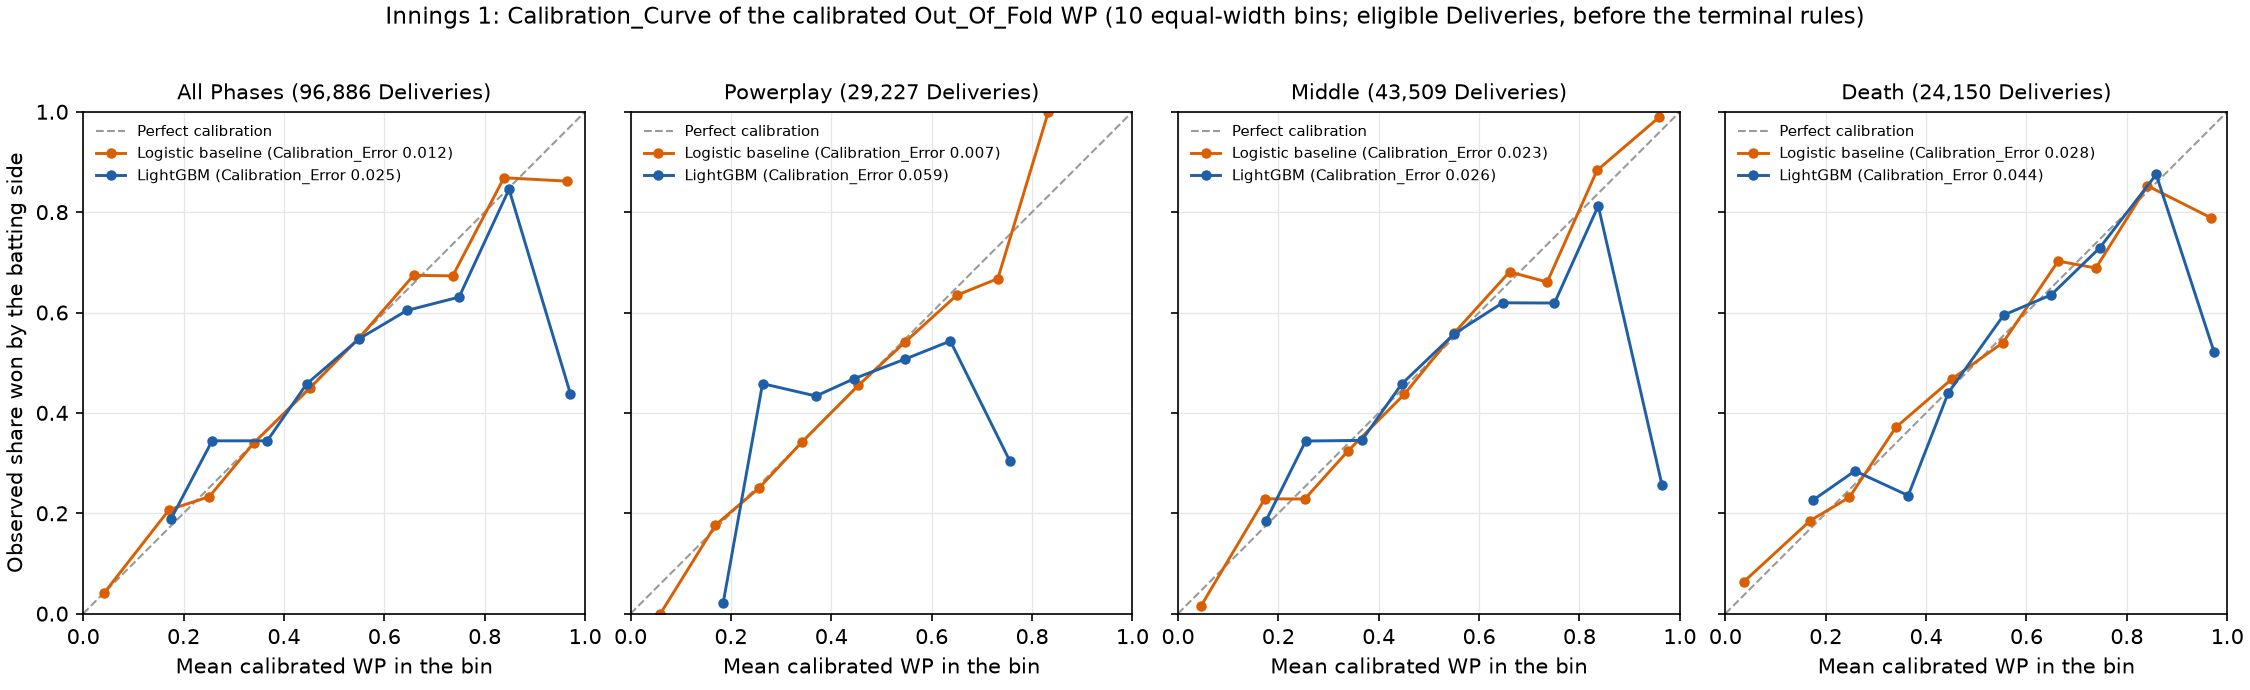 Innings 1: Calibration_Curve of the calibrated Out_Of_Fold WP (10 equal-width bins; eligible Deliveries, before the terminal rules)
All Phases (96,886 Deliveries)
Perfect calibration
Logistic baseline (Calibration_Error 0.012)
LightGBM (Calibration_Error 0.025)
Observed share won by the batting side
1.0
0.8
0.6
0.4
0.2
0.0
0.0 0.2 0.4 0.6 0.8 1.0
Mean calibrated WP in the bin
Powerplay (29,227 Deliveries)
Perfect calibration
Logistic baseline (Calibration_Error 0.007)
LightGBM (Calibration_Error 0.059)
0.0 0.2 0.4 0.6 0.8 1.0
Mean calibrated WP in the bin
Middle (43,509 Deliveries)
Perfect calibration
Logistic baseline (Calibration_Error 0.023)
LightGBM (Calibration_Error 0.026)
0.0 0.2 0.4 0.6 0.8 1.0
Mean calibrated WP in the bin
Death (24,150 Deliveries)
Perfect calibration
Logistic baseline (Calibration_Error 0.028)
LightGBM (Calibration_Error 0.044)
0.0 0.2 0.4 0.6 0.8 1.0
Mean calibrated WP in the bin